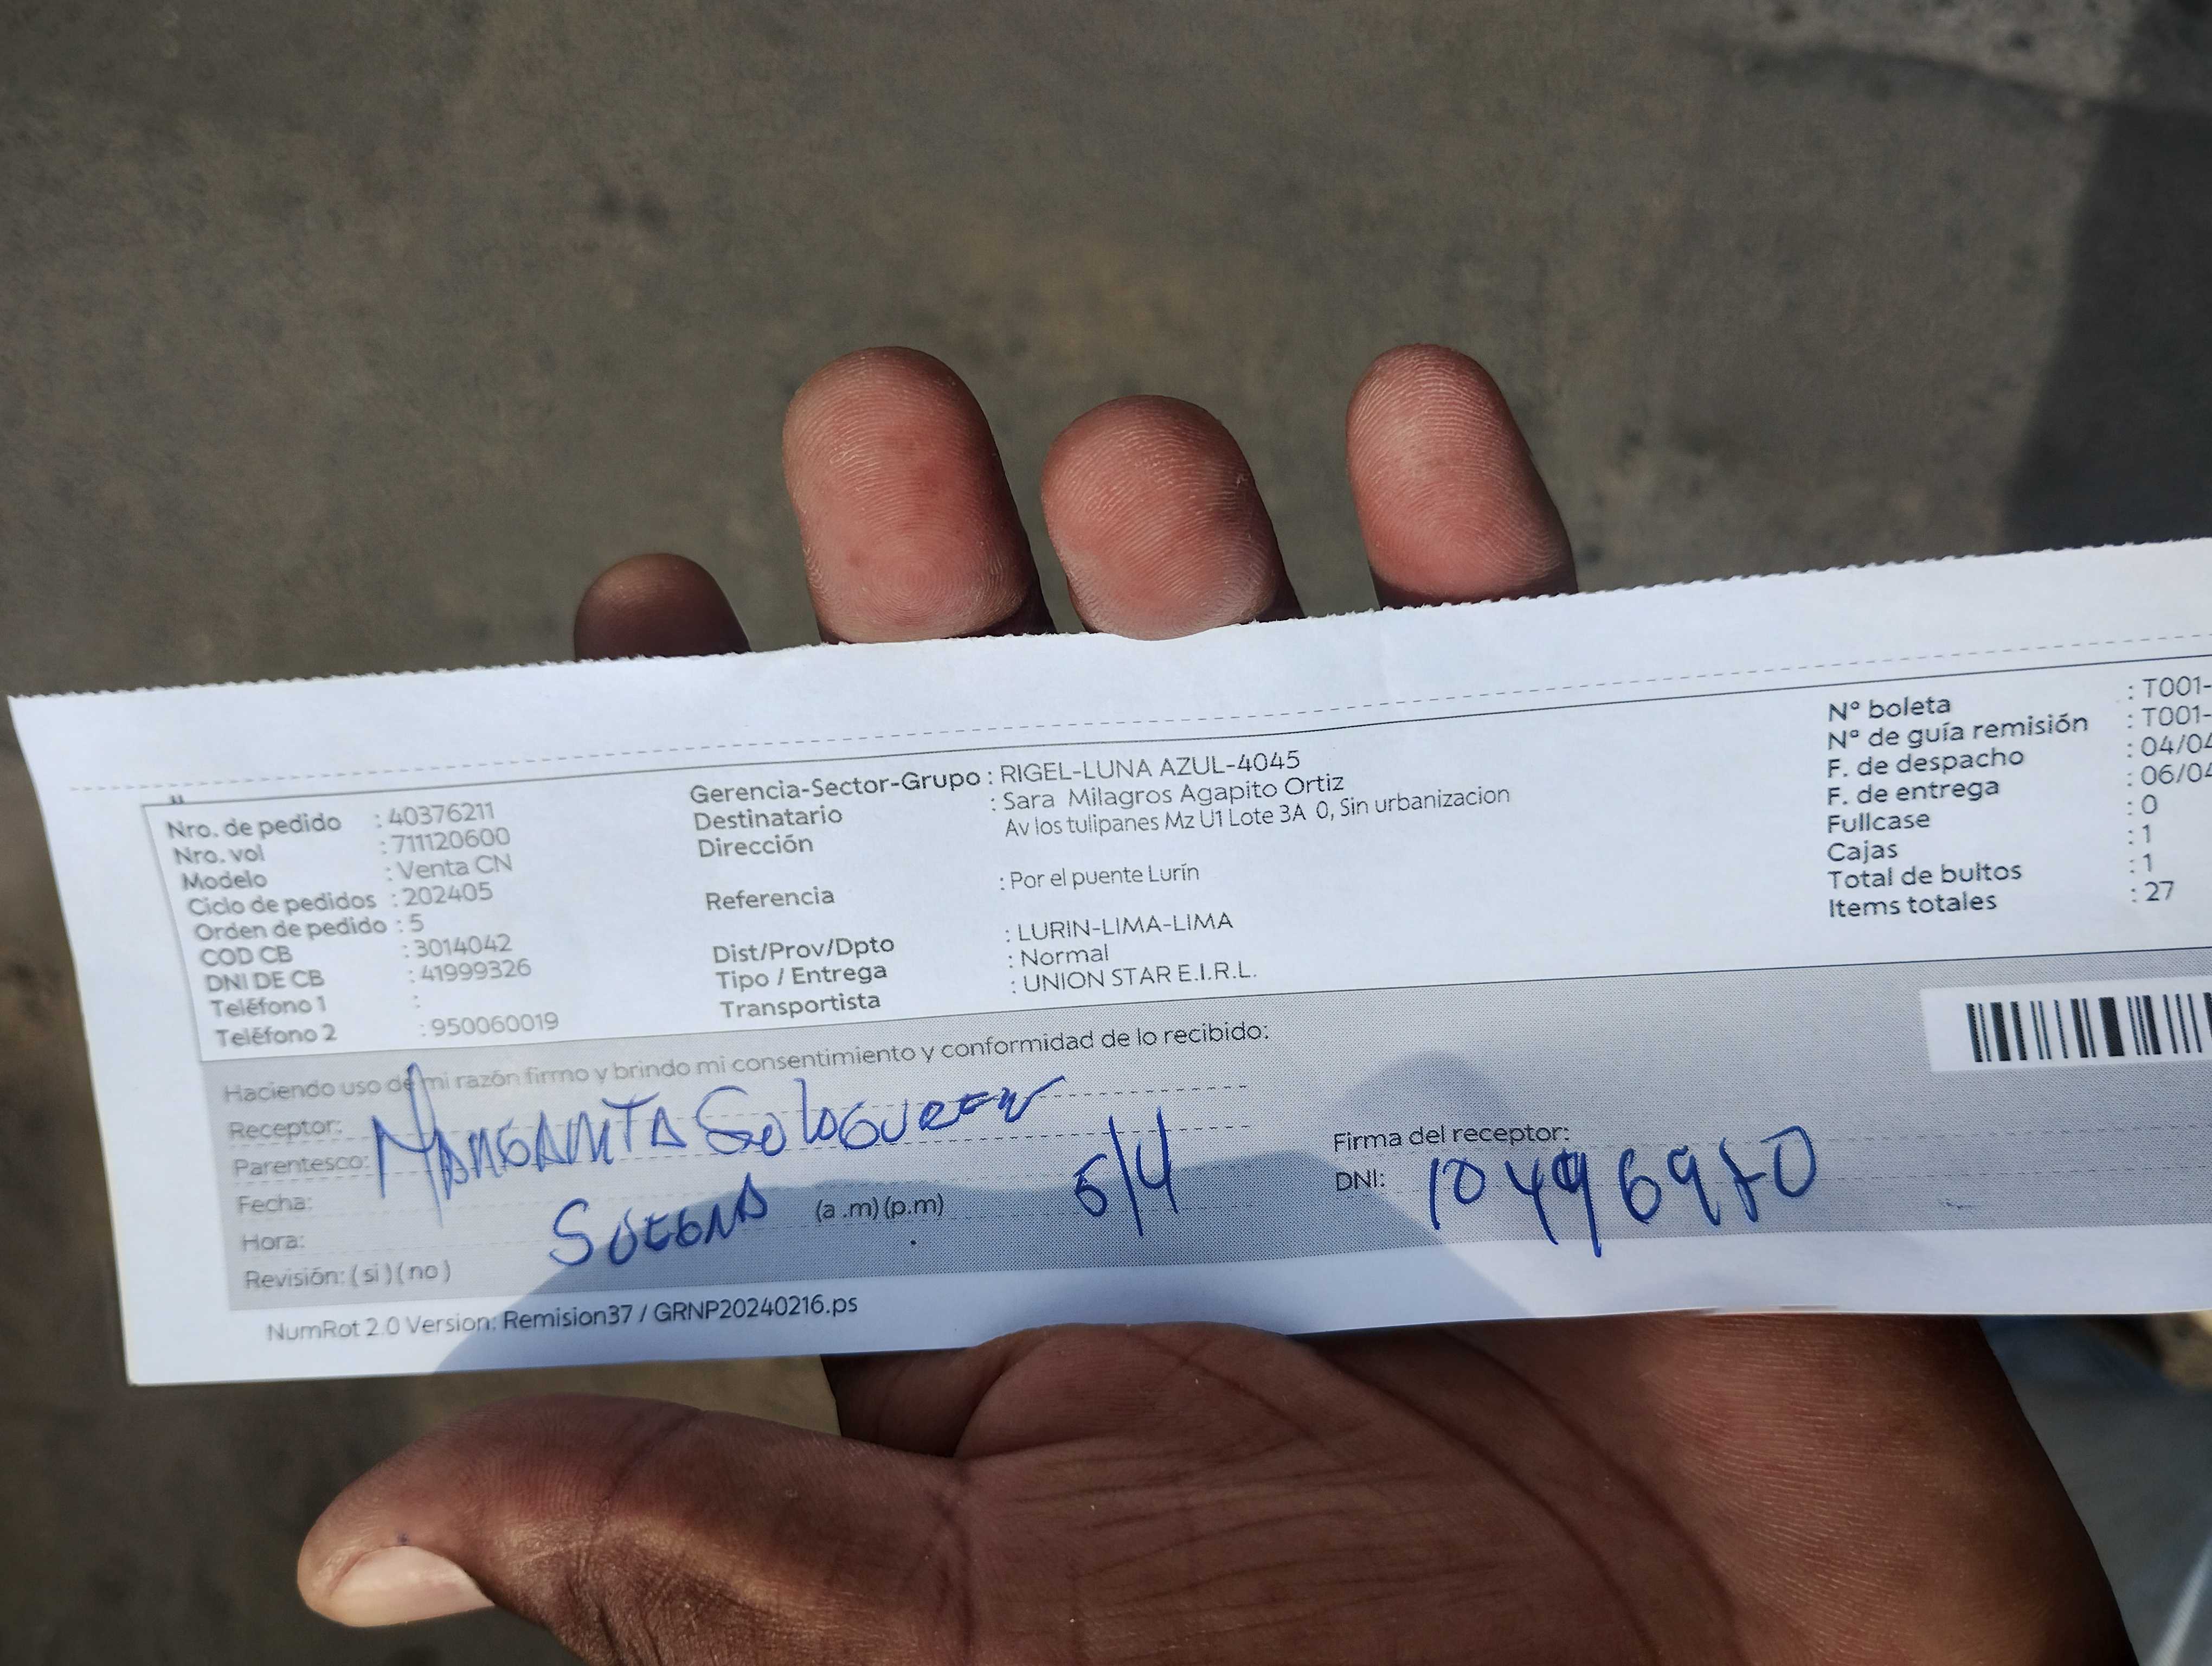 Nro. de pedido : 40376211
Nro. vol : 711120600
Modelo : Venta CN
Ciclo de pedidos : 202405
Orden de pedido : 5
COD CB : 3014042
DNI DE CB : 41999326
Teléfono 1 :
Teléfono 2 : 950060019
Gerencia-Sector-Grupo : RIGEL-LUNA AZUL-4045
Destinatario : Sara Milagros Agapito Ortiz
Dirección Av los tulipanes Mz U1 Lote 3A 0, Sin urbanizacion
Referencia : Por el puente Lurín
Dist/Prov/Dpto : LURIN-LIMA-LIMA
Tipo / Entrega : Normal
Transportista : UNION STAR E.I.R.L.
Nº boleta : T001-
Nº de guía remisión : T001-
F. de despacho : 04/04
F. de entrega : 06/04
Fullcase : 0
Cajas : 1
Total de bultos : 1
Items totales : 27
Haciendo uso de mi razón firmo y brindo mi consentimiento y conformidad de lo recibido:
Receptor: MARGARITA
Parentesco:
Fecha:
Hora: SUEGRA (a .m) (p.m) 6/4
Revisión: ( si ) ( no )
Firma del receptor:
DNI:
NumRot 2.0 Version: Remision37 / GRNP20240216.ps